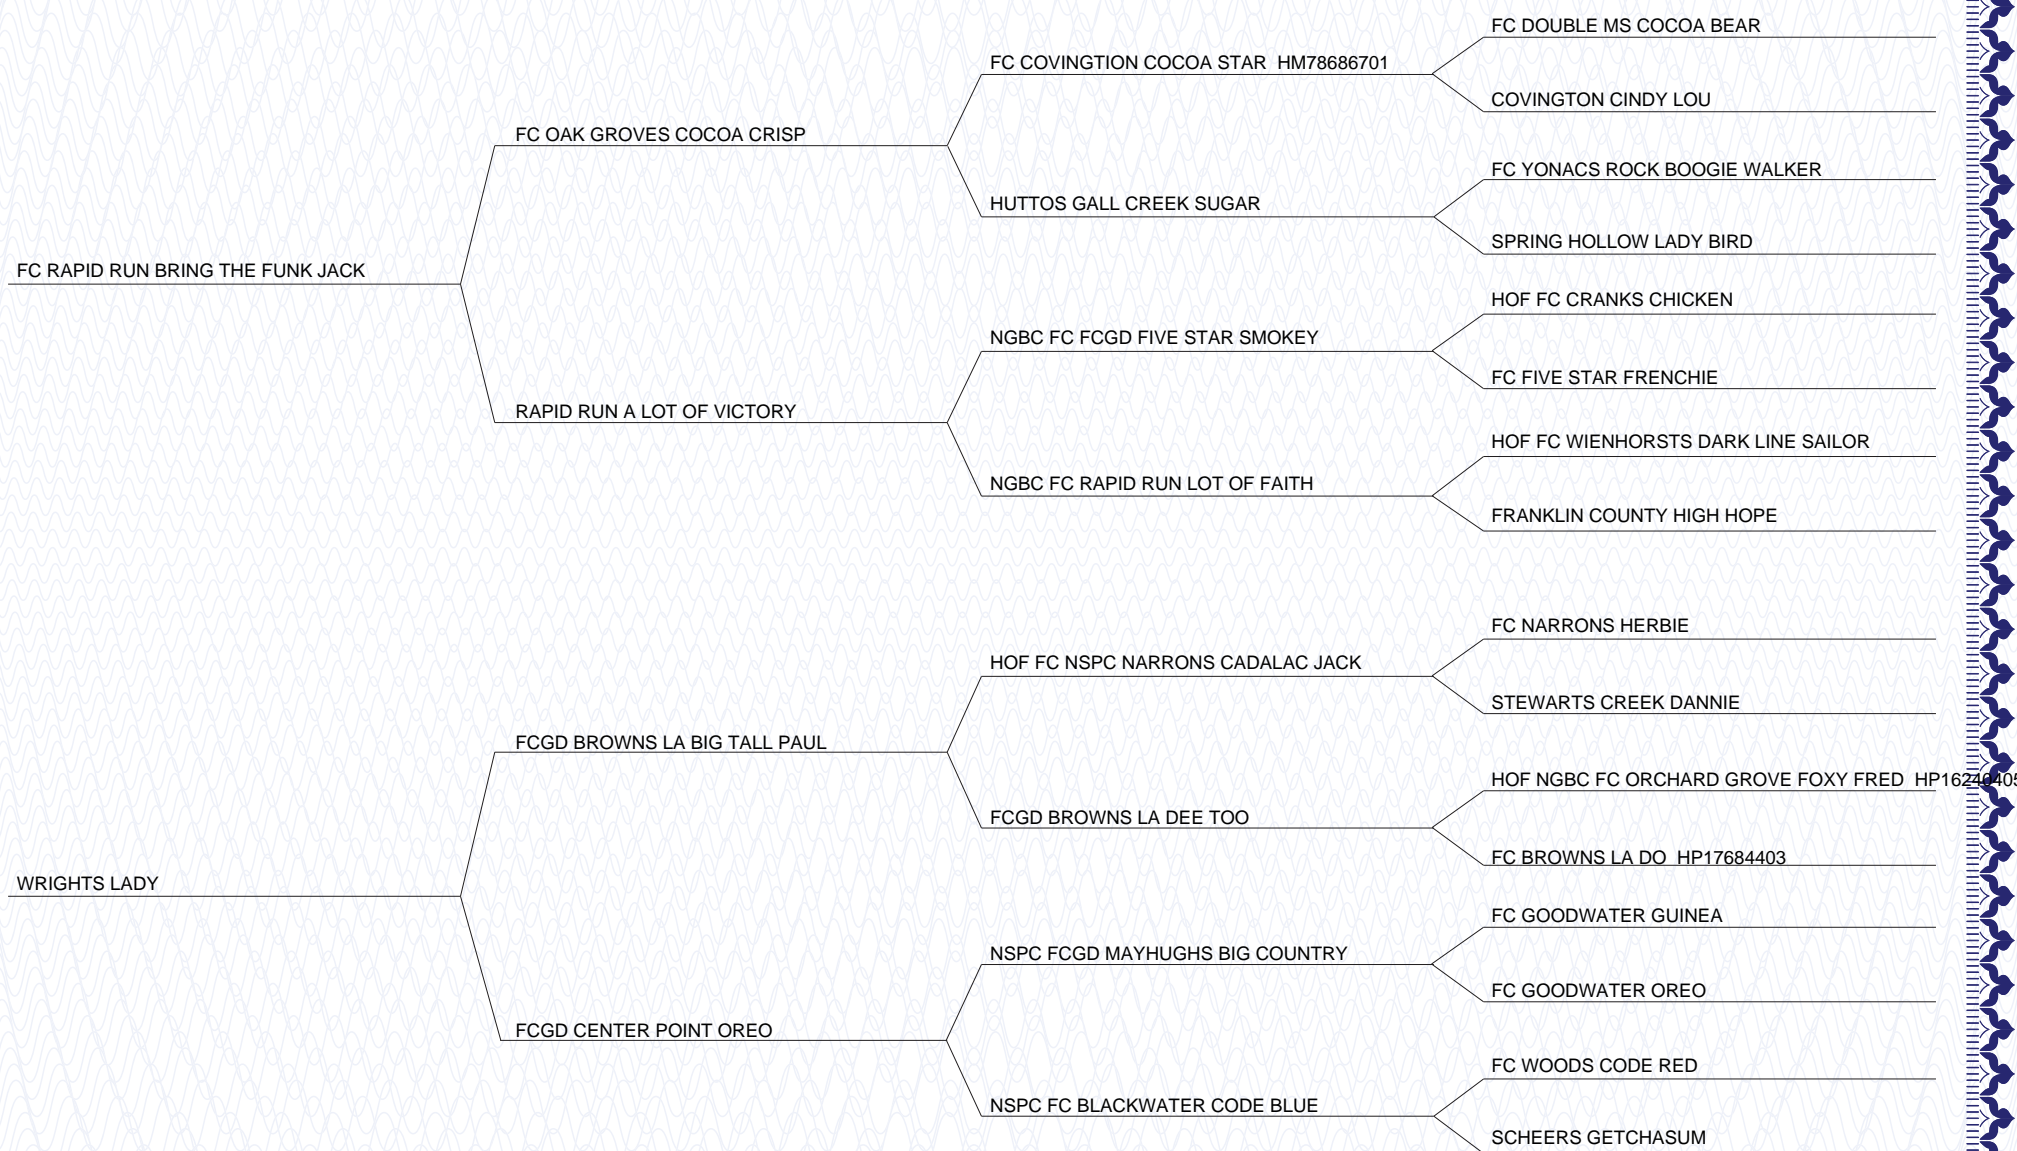 FC DOUBLE MS COCOA BEAR
FC COVINGTION COCOA STAR HM78686701
COVINGTON CINDY LOU
FC OAK GROVES COCOA CRISP
FC YONACS ROCK BOOGIE WALKER
HUTTOS GALL CREEK SUGAR
SPRING HOLLOW LADY BIRD
FC RAPID RUN BRING THE FUNK JACK
HOF FC CRANKS CHICKEN
NGBC FC FCGD FIVE STAR SMOKEY
FC FIVE STAR FRENCHIE
RAPID RUN A LOT OF VICTORY
HOF FC WIENHORSTS DARK LINE SAILOR
NGBC FC RAPID RUN LOT OF FAITH
FRANKLIN COUNTY HIGH HOPE
FC NARRONS HERBIE
HOF FC NSPC NARRONS CADALAC JACK
STEWARTS CREEK DANNIE
FCGD BROWNS LA BIG TALL PAUL
HOF NGBC FC ORCHARD GROVE FOXY FRED
FCGD BROWNS LA DEE TOO
FC BROWNS LA DO HP17684403
WRIGHTS LADY
FC GOODWATER GUINEA
NSPC FCGD MAYHUGHS BIG COUNTRY
FC GOODWATER OREO
FCGD CENTER POINT OREO
FC WOODS CODE RED
NSPC FC BLACKWATER CODE BLUE
SCHEERS GETCHASUM